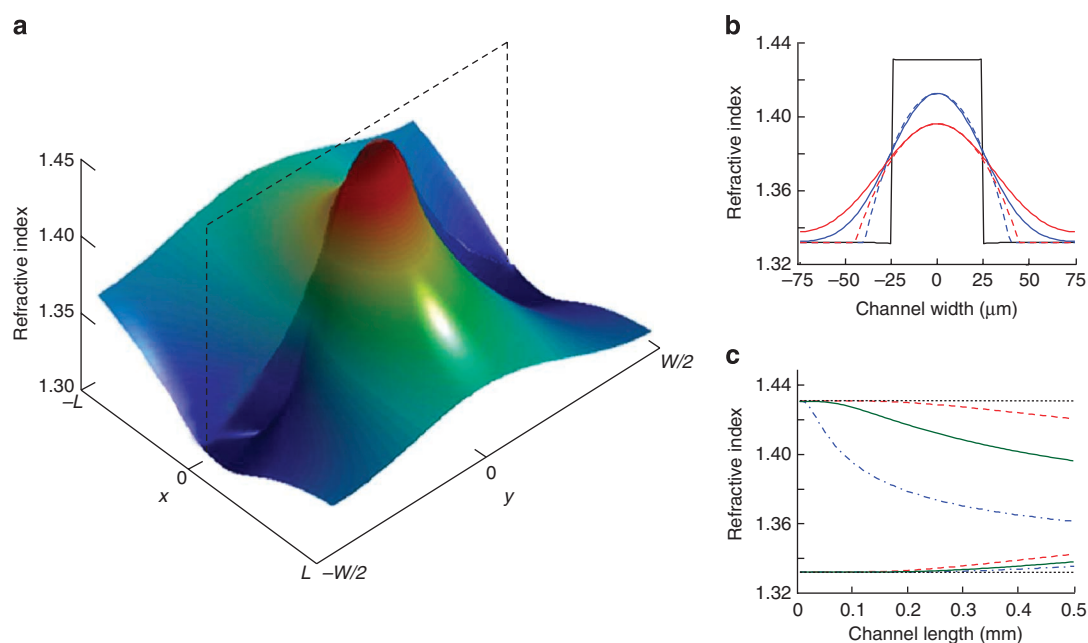 a
1.45
1.40
1.35
1.30
Refractive index
–L
0
x
L
–W/2
0
y
W/2
b
1.44
1.40
1.36
1.32
Refractive index
–75
–50
–25
0
25
50
75
Channel width (μm)
c
1.44
1.40
1.36
1.32
Refractive index
0
0.1
0.2
0.3
0.4
0.5
Channel length (mm)